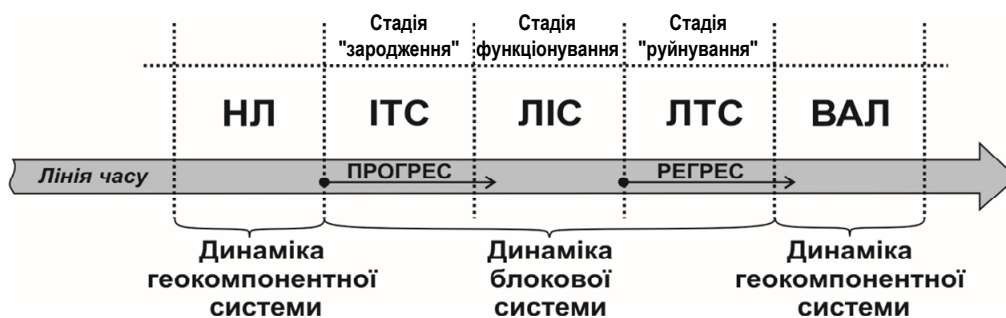 Стадія "зародження"
Стадія функціонування
Стадія "руйнування"
НЛ
ІТС
ЛІС
ЛТС
ВАЛ
Лінія часу
ПРОГРЕС
РЕГРЕС
Динаміка
геокомпонентної
системи
Динаміка
блокової
системи
Динаміка
геокомпонентної
системи